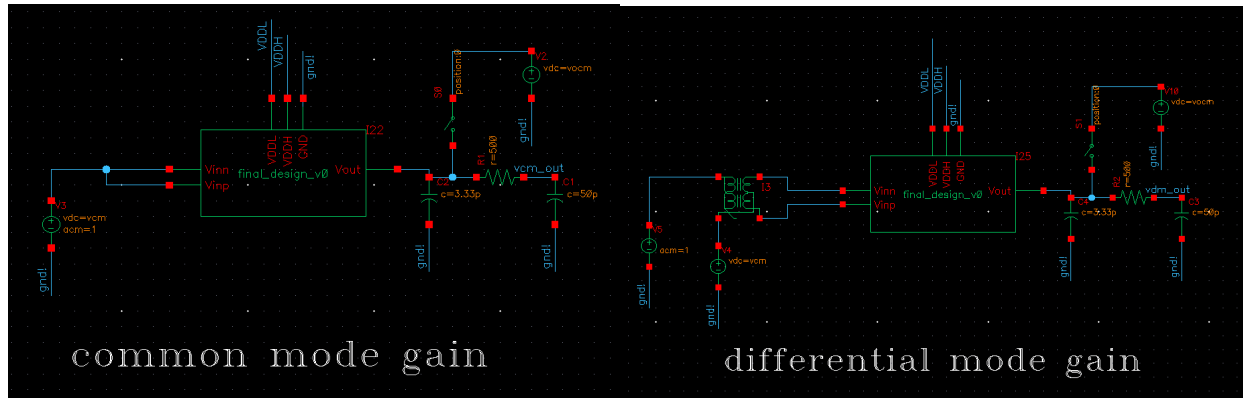 VDDL
VDDH
gnd!
S0
position:0
V2
vdc=vocm
gnd!
I22
VDDL
VDDH
GND
Vinn
Vinp
final_design_v0
Vout
R1
r=500
vcm_out
C2
c=3.33p
C1
c=50p
V3
vdc=vcm
acm=1
gnd!
gnd!
gnd!
common mode gain
VDDL
VDDH
gnd!
S1
position:0
V10
vdc=vocm
gnd!
I25
VDDL
VDDH
GND
Vinn
Vinp
final_design_v0
Vout
R2
r=500
vdm_out
C4
c=3.33p
C3
c=50p
I3
acm=1
V4
vdc=vcm
gnd!
gnd!
gnd!
gnd!
differential mode gain